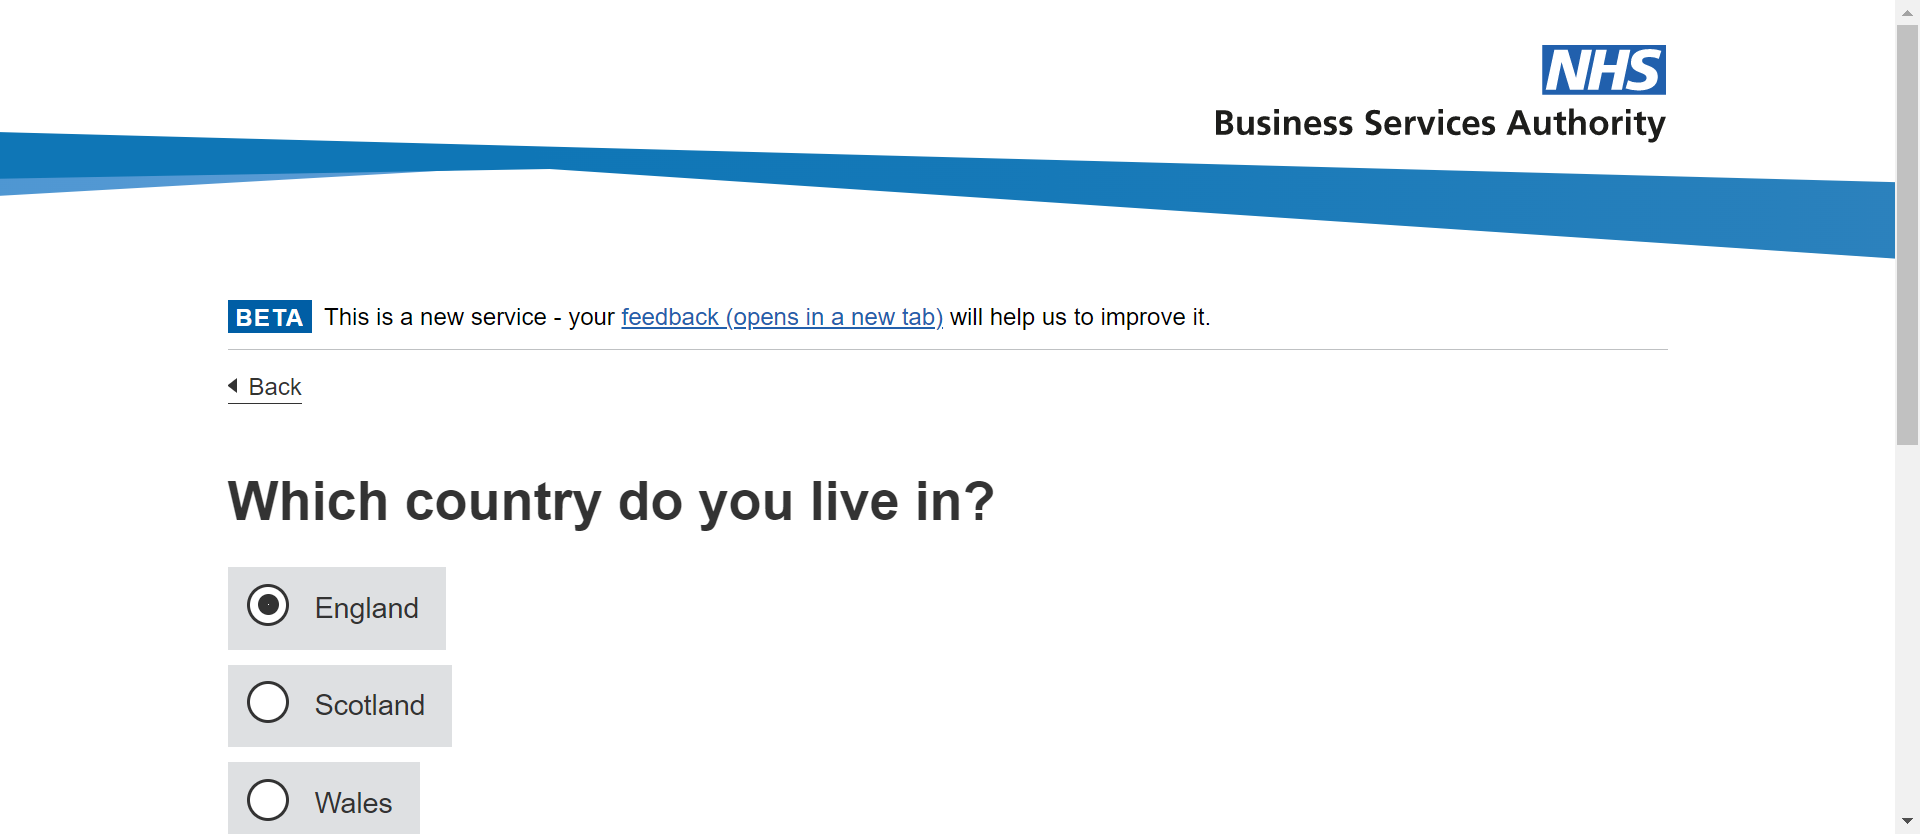 NHS
Business Services Authority
BETA This is a new service - your feedback (opens in a new tab) will help us to improve it.
Back
Which country do you live in?
England
Scotland
Wales